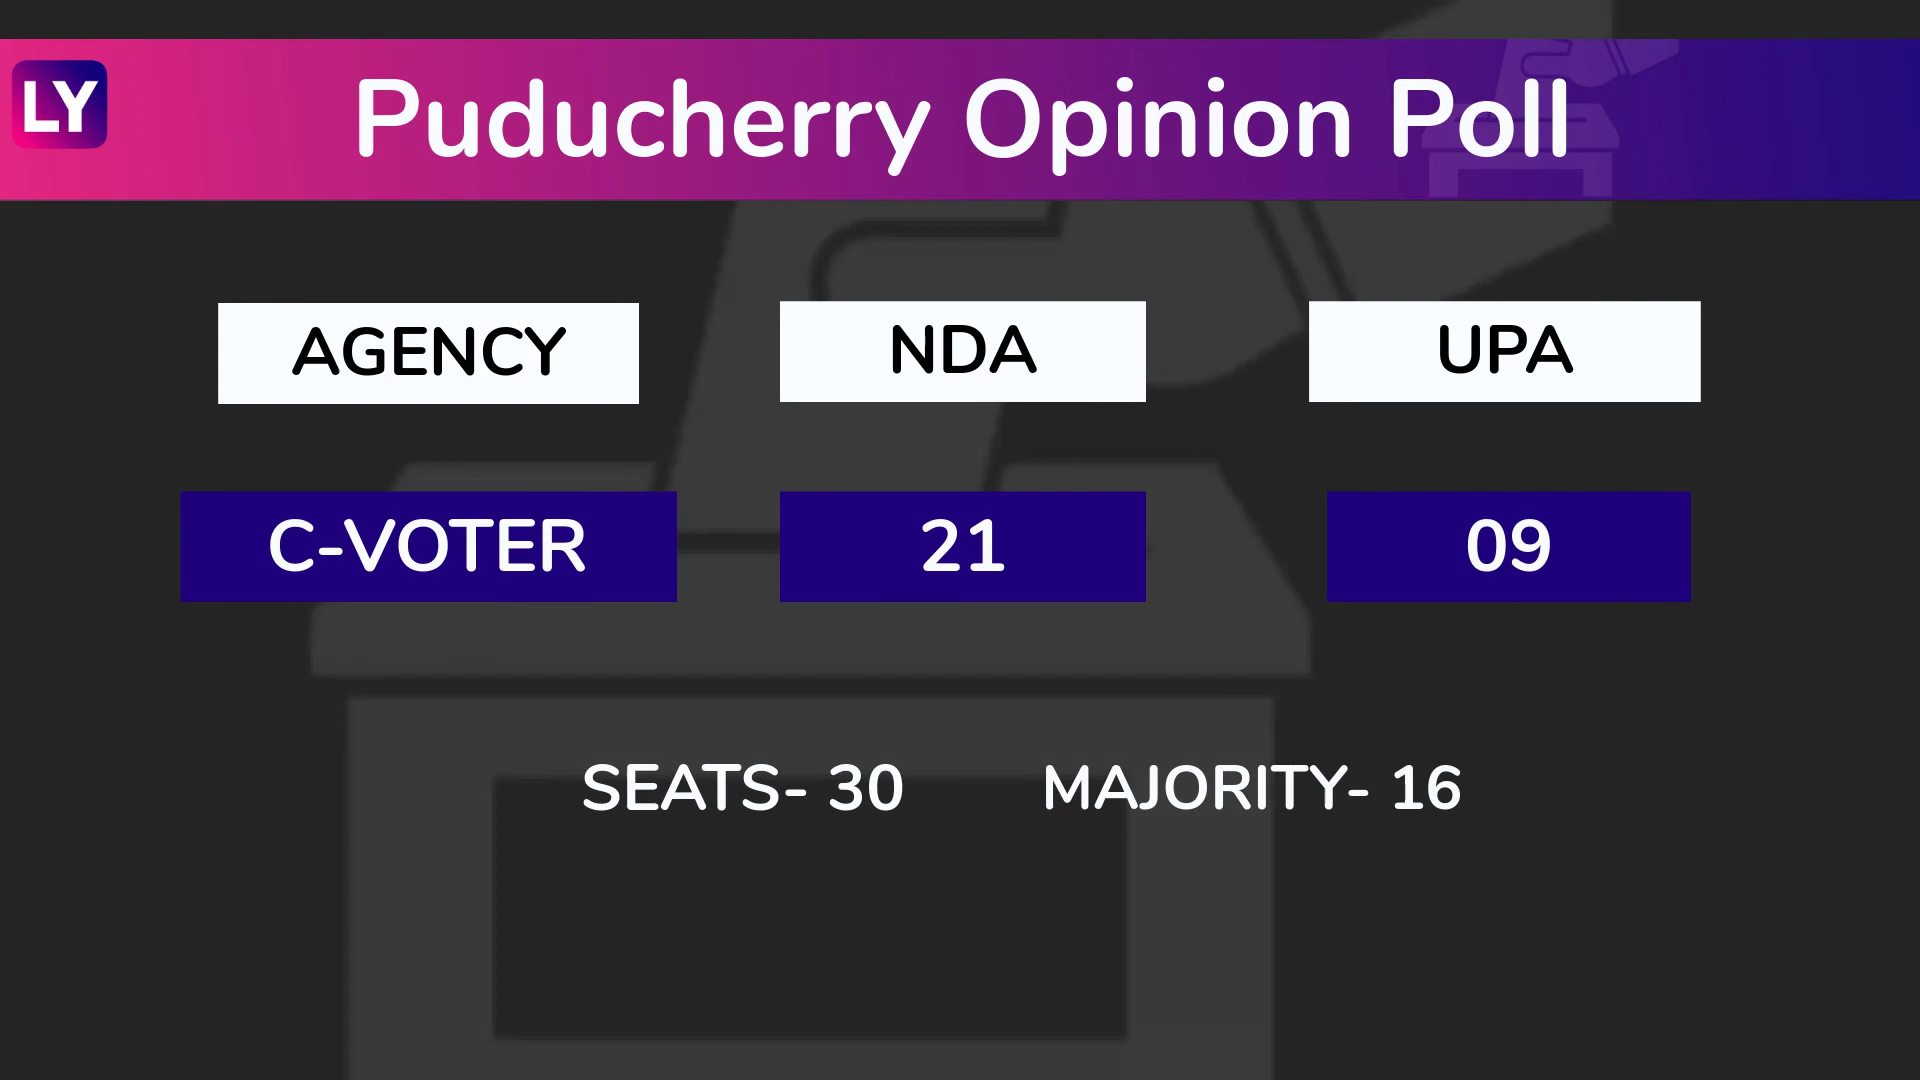 LY
Puducherry Opinion Poll
AGENCY NDA UPA
C-VOTER 21 09
SEATS- 30 MAJORITY- 16